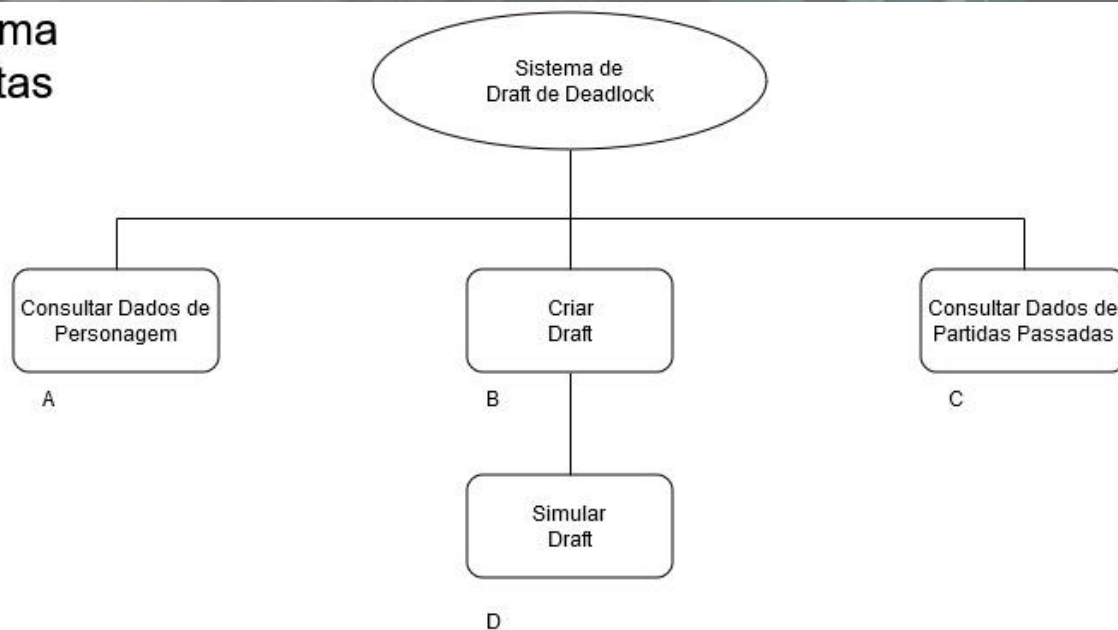 ma
tas
Sistema de
Draft de Deadlock
Consultar Dados de
Personagem
A
Criar
Draft
B
Consultar Dados de
Partidas Passadas
C
Simular
Draft
D